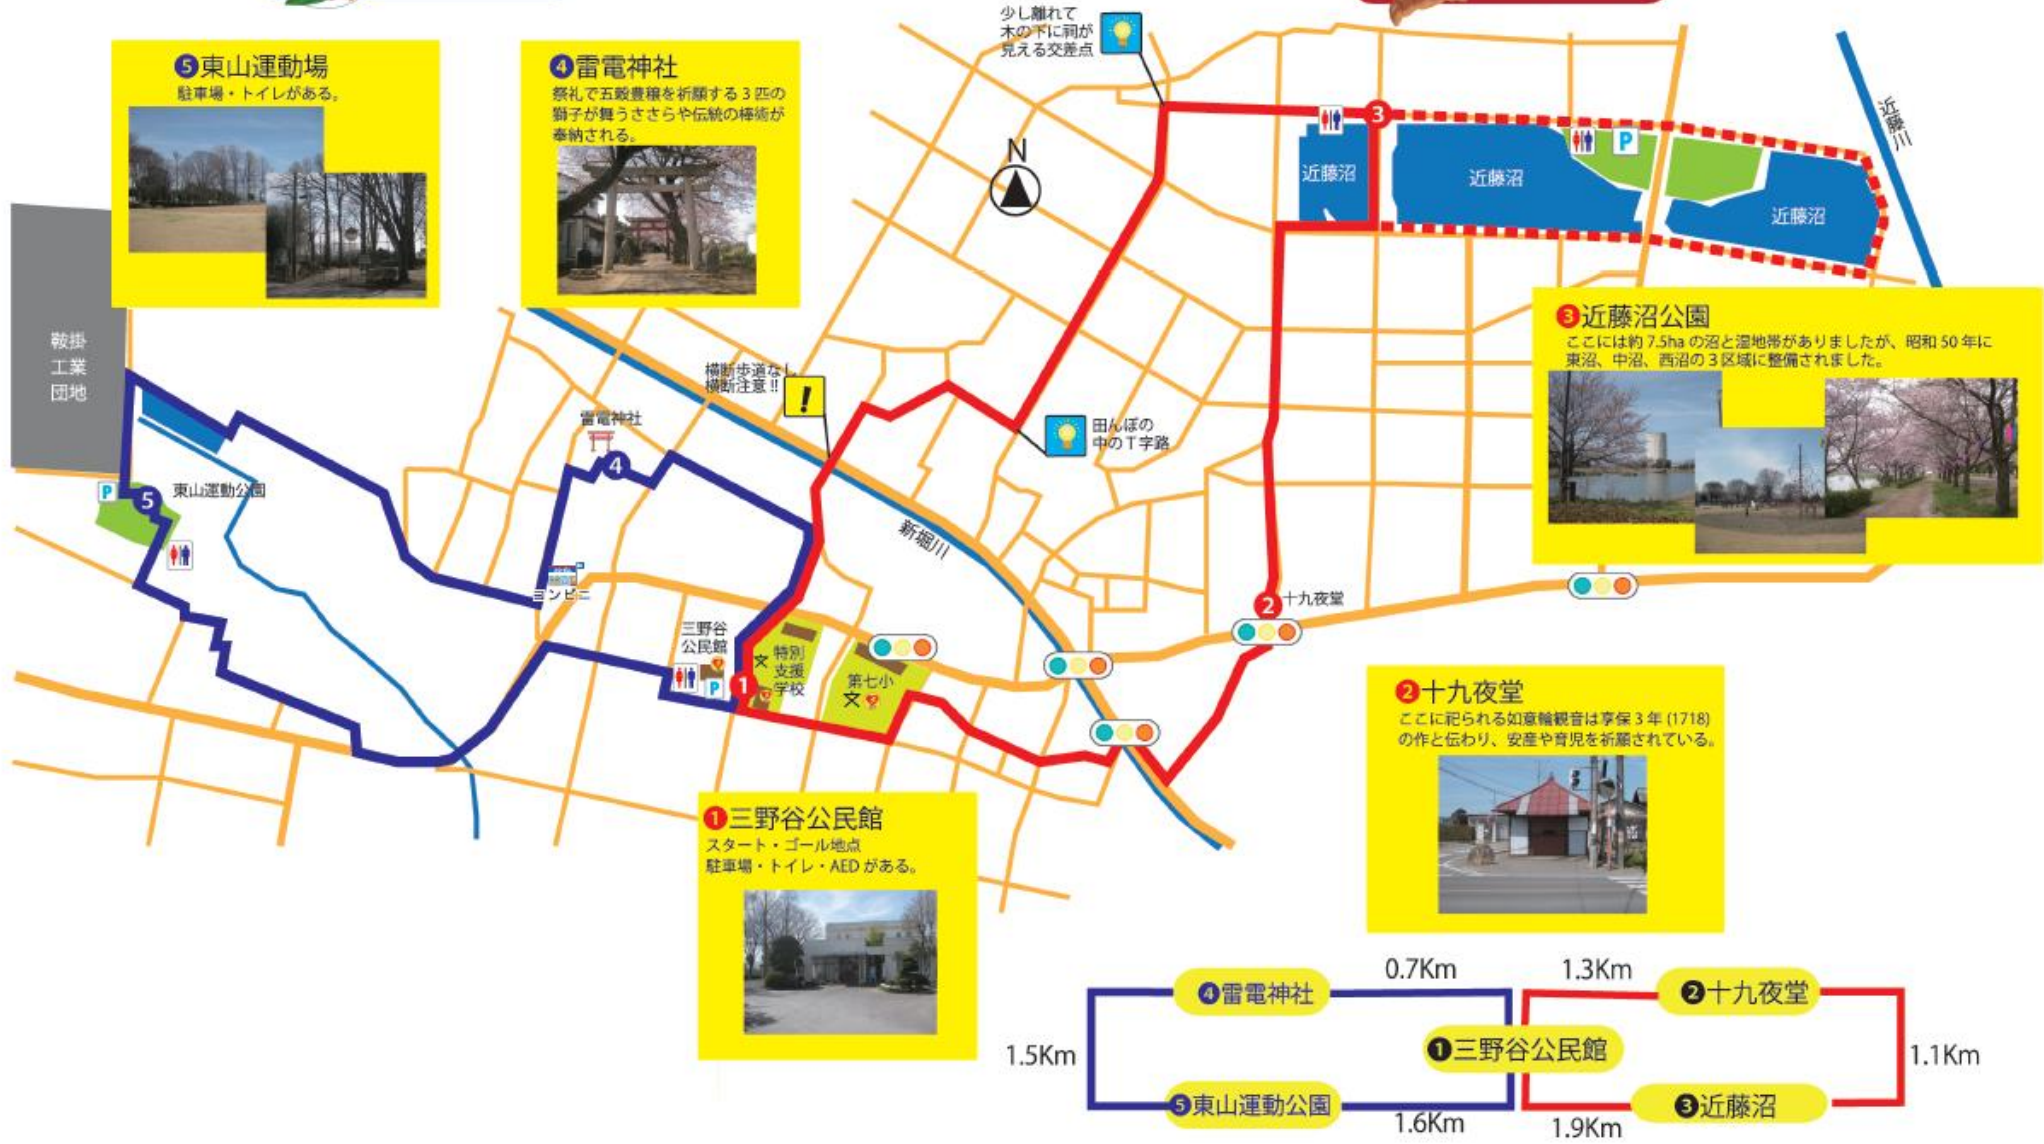 少し離れて
木の下に祠が
見える交差点
❺東山運動場
駐車場・トイレがある。
❹雷電神社
祭礼で五穀豊穣を祈願する3匹の
獅子が舞うささらや伝統の棒術が
奉納される。
N
3
P
近藤沼
近藤沼
近藤沼
近藤川
鞍掛
工業
団地
横断歩道なし
横断注意!!
!
雷電神社
4
田んぼの
中のT字路
❸近藤沼公園
ここには約7.5haの沼と湿地帯がありましたが、昭和50年に
東沼、中沼、西沼の3区域に整備されました。
P
5
東山運動公園
新堀川
コンビニ
2
十九夜堂
三野谷
公民館
P
1
文
特別
支援
学校
第七小
文
❷十九夜堂
ここに祀られる如意輪観音は享保3年(1718)
の作と伝わり、安産や育児を祈願されている。
❶三野谷公民館
スタート・ゴール地点
駐車場・トイレ・AEDがある。
0.7Km
1.3Km
❹雷電神社
❷十九夜堂
1.5Km
❶三野谷公民館
1.1Km
❺東山運動公園
❸近藤沼
1.6Km
1.9Km